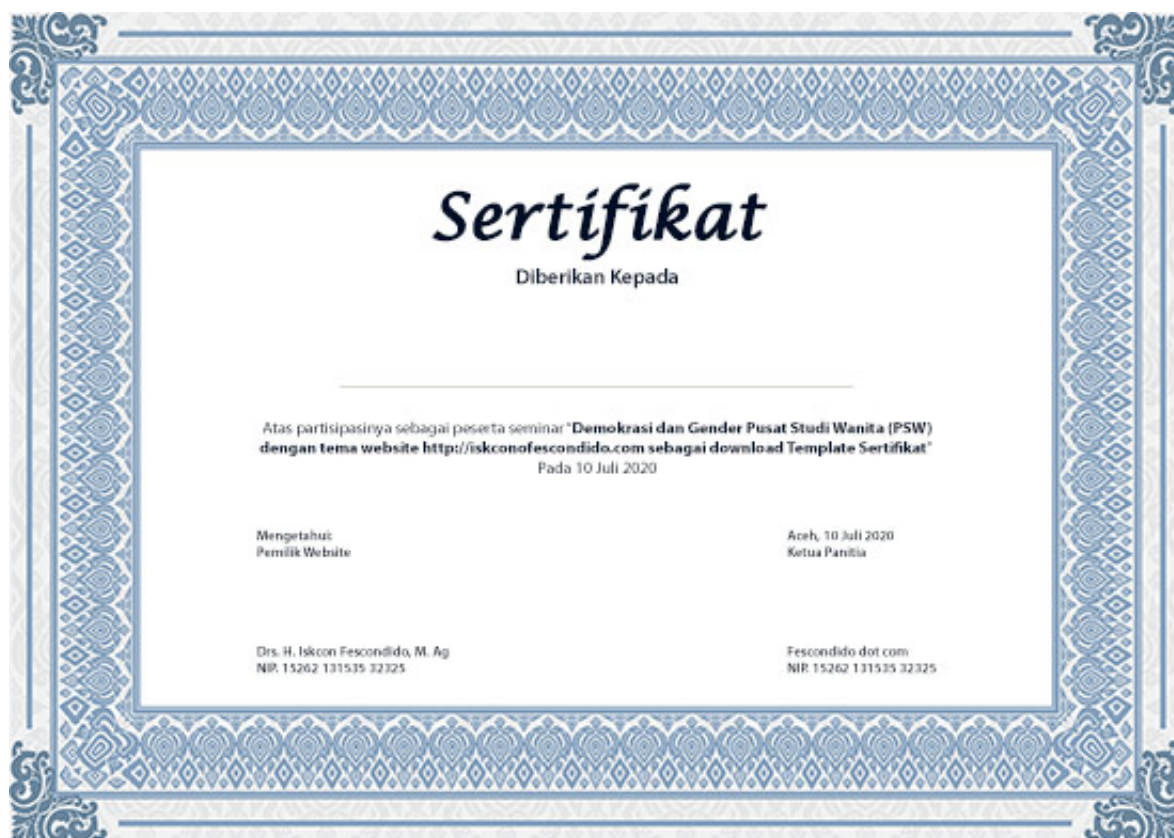 Sertifikat
Diberikan Kepada
Atas partisipasinya sebagai peserta seminar "Demokrasi dan Gender Pusat Studi Wanita (PSW)
dengan tema website http://iskconofescondido.com sebagai download Template Sertifikat"
Pada 10 Juli 2020
Mengetahui:
Pemilik Website
Aceh, 10 Juli 2020
Ketua Panitia
Drs. H. Iskcon Fescondido, M. Ag
NIP. 15262 131535 32325
Fescondido dot com
NIP. 15262 131535 32325